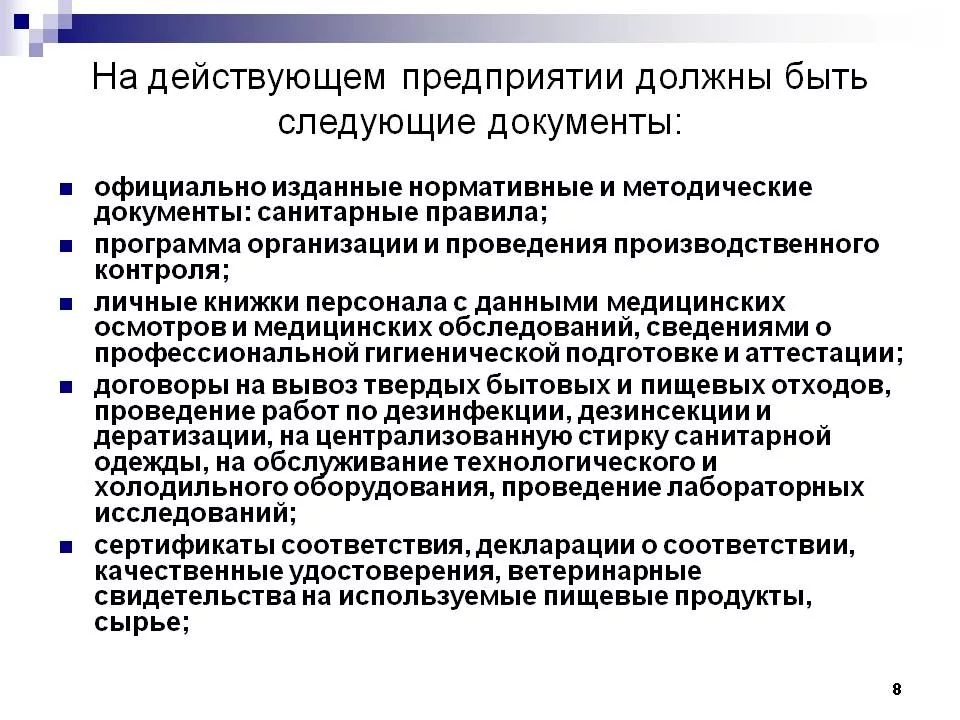 На действующем предприятии должны быть
следующие документы:
официально изданные нормативные и методические
документы: санитарные правила;
программа организации и проведения производственного
контроля;
личные книжки персонала с данными медицинских
осмотров и медицинских обследований, сведениями о
профессиональной гигиенической подготовке и аттестации;
договоры на вывоз твердых бытовых и пищевых отходов,
проведение работ по дезинфекции, дезинсекции и
дератизации, на централизованную стирку санитарной
одежды, на обслуживание технологического и
холодильного оборудования, проведение лабораторных
исследований;
сертификаты соответствия, декларации о соответствии,
качественные удостоверения, ветеринарные
свидетельства на используемые пищевые продукты,
сырье;
8